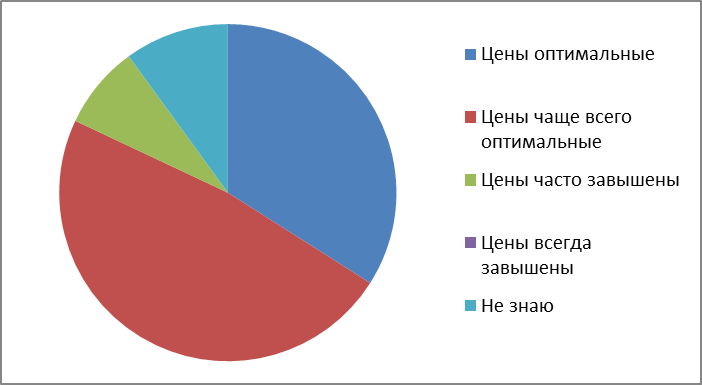 Цены оптимальные
Цены чаще всего
оптимальные
Цены часто завышены
Цены всегда
завышены
Не знаю